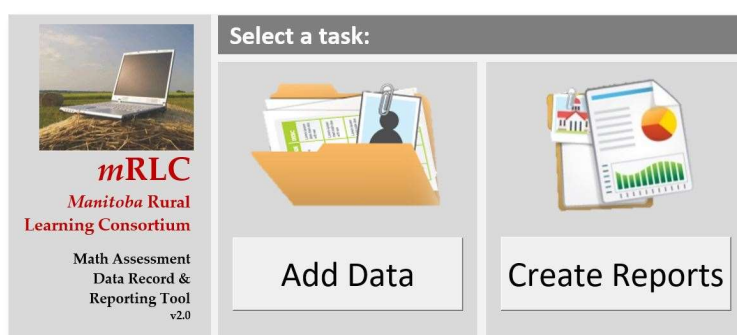 Select a task:
mRLC
Manitoba Rural
Learning Consortium
Math Assessment
Data Record &
Reporting Tool
v2.0
Add Data
Create Reports